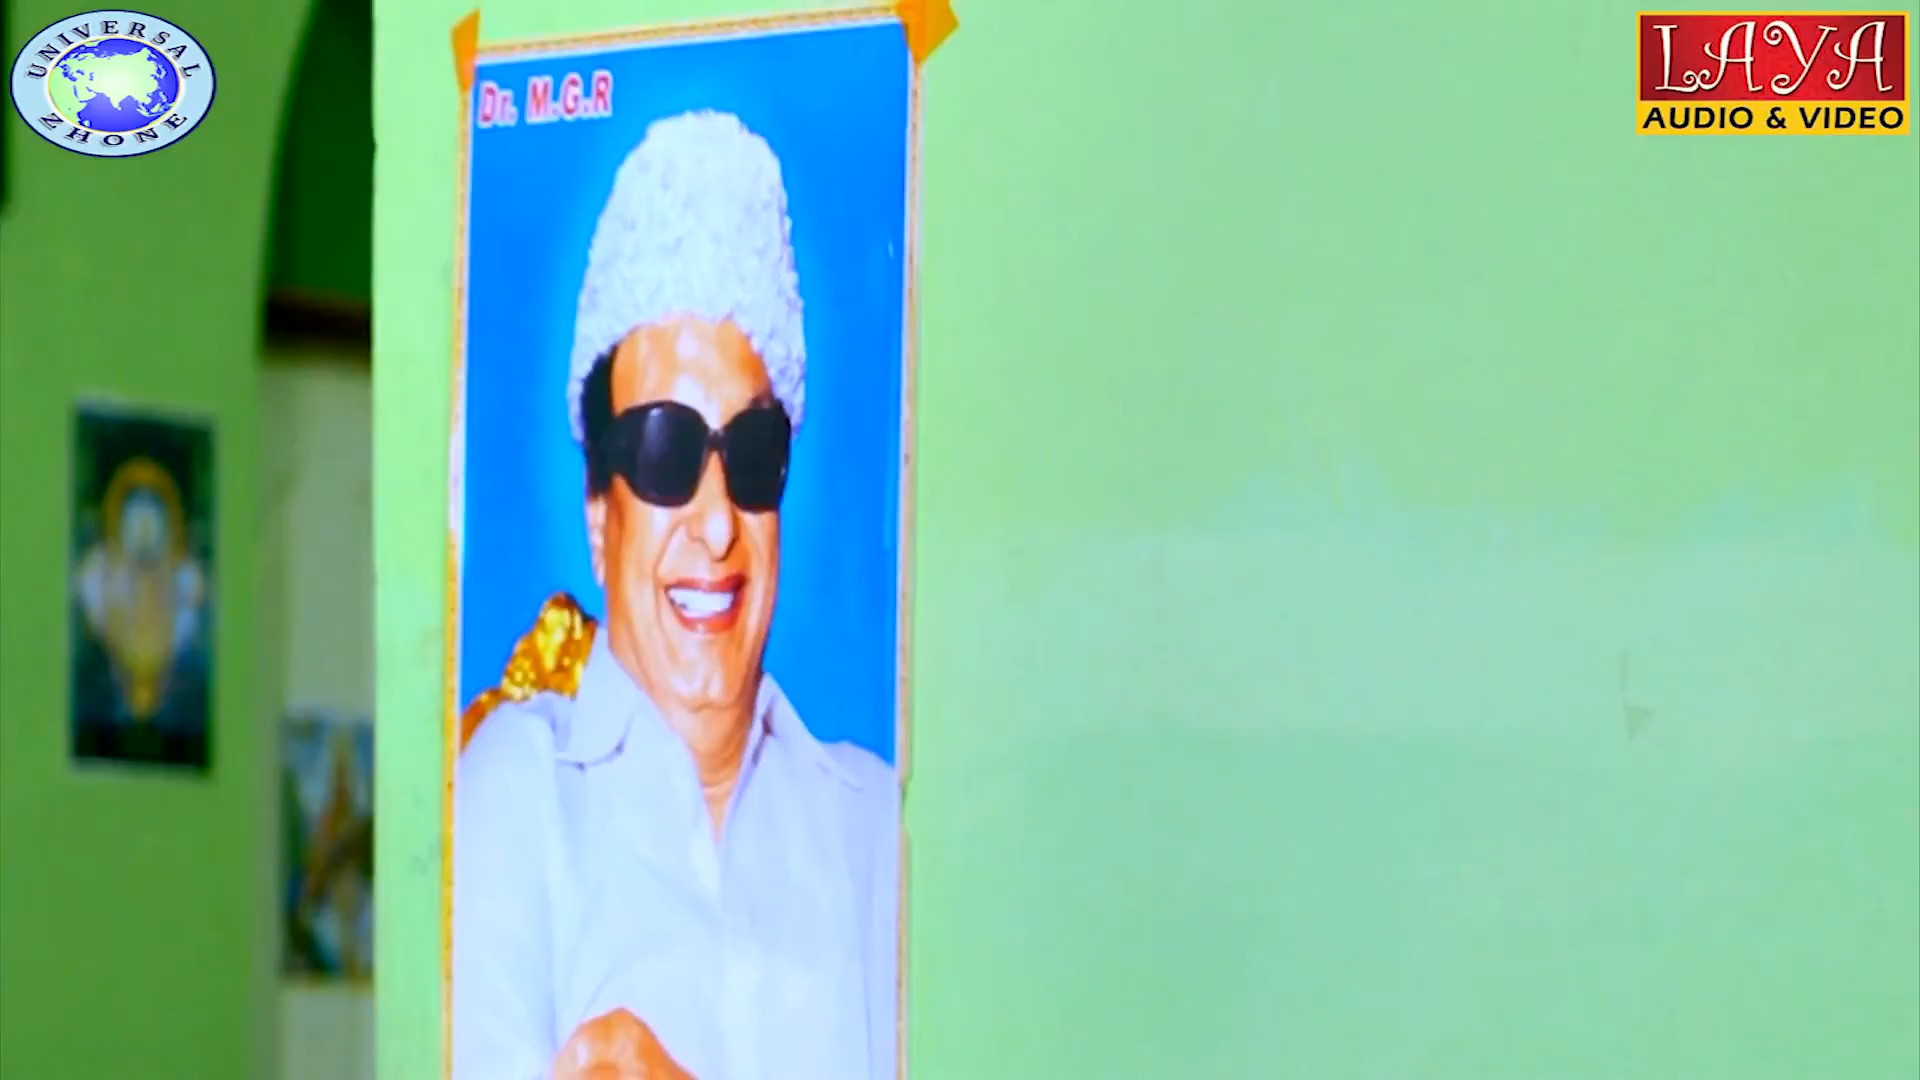 UNIVERSAL
ZHONE
Dr. M.G.R
LAYA
AUDIO & VIDEO